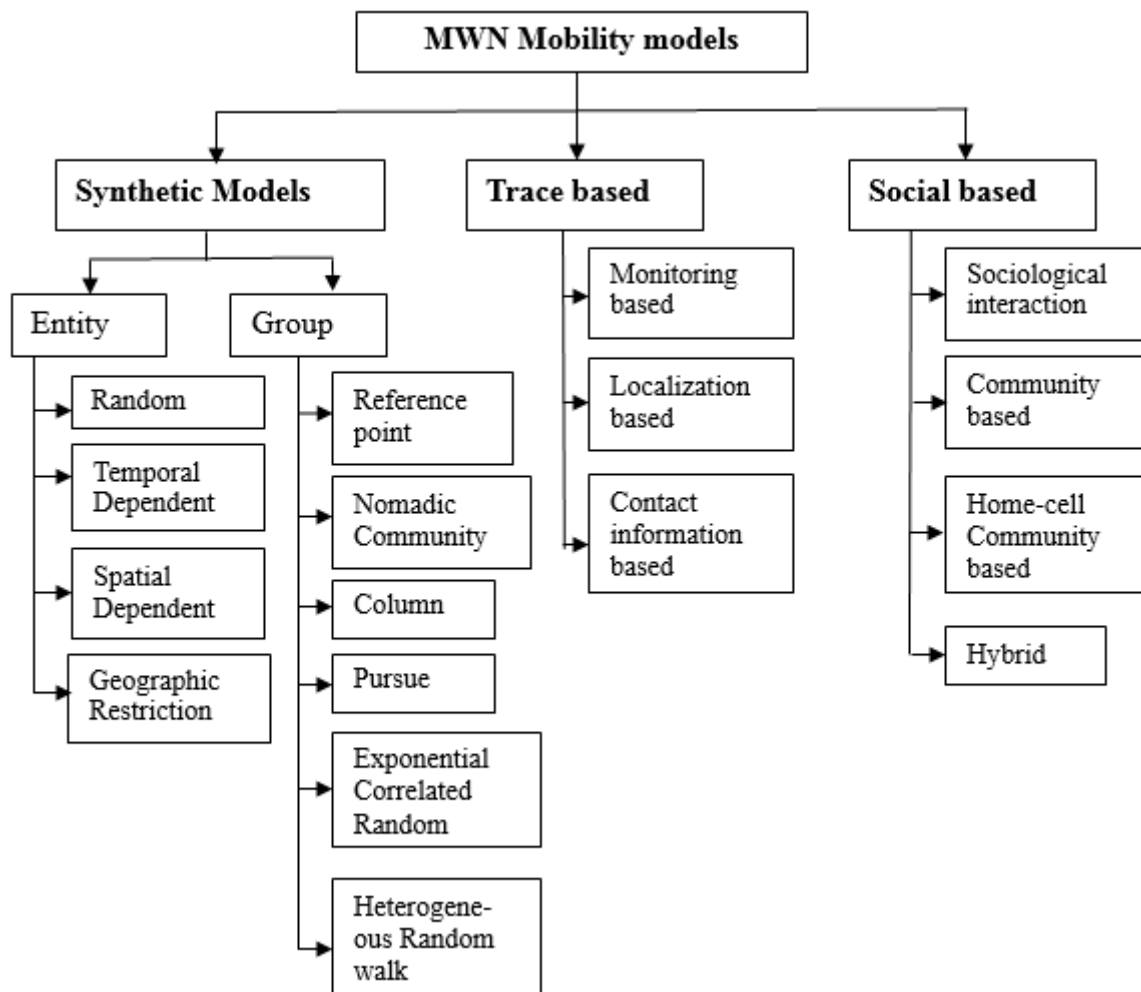 MWN Mobility models
Synthetic Models
Trace based
Social based
Entity
Random
Temporal
Dependent
Spatial
Dependent
Geographic
Restriction
Group
Reference
point
Nomadic
Community
Column
Pursue
Exponential
Correlated
Random
Heterogene-
ous Random
walk
Monitoring
based
Localization
based
Contact
information
based
Sociological
interaction
Community
based
Home-cell
Community
based
Hybrid